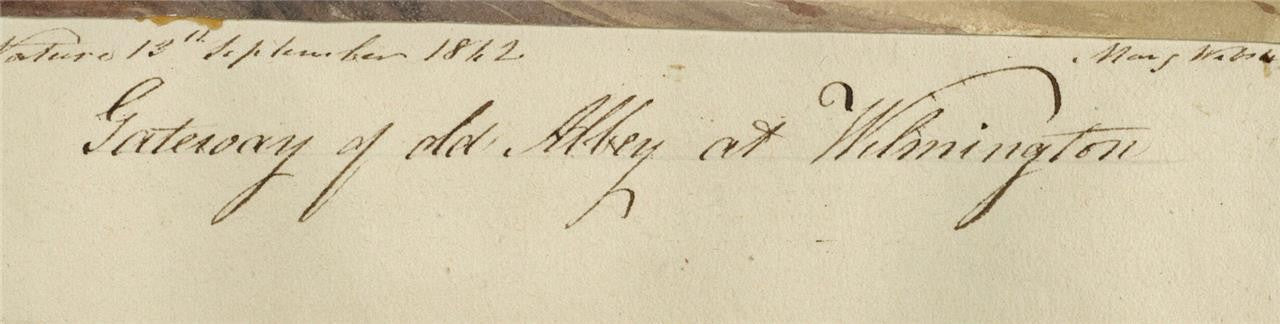 Nature 13th September 1842
Gateway of old Abbey at Wilmington